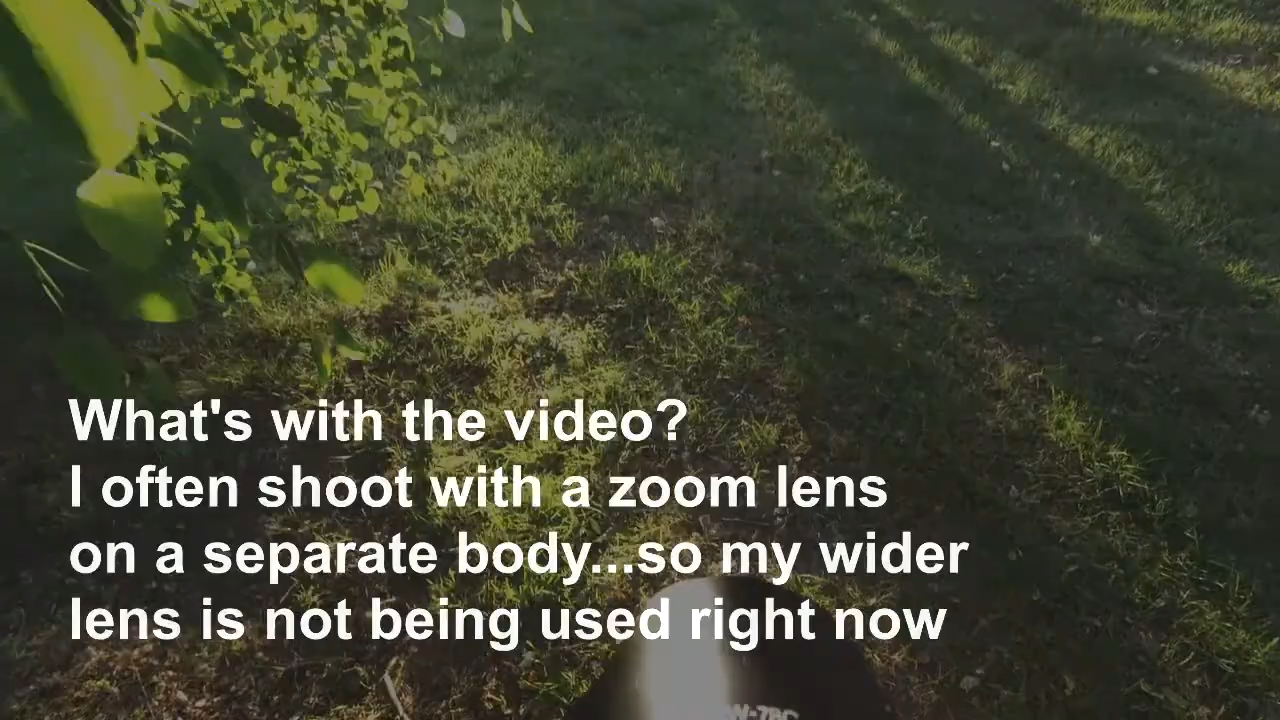 What's with the video?
I often shoot with a zoom lens
on a separate body...so my wider
lens is not being used right now